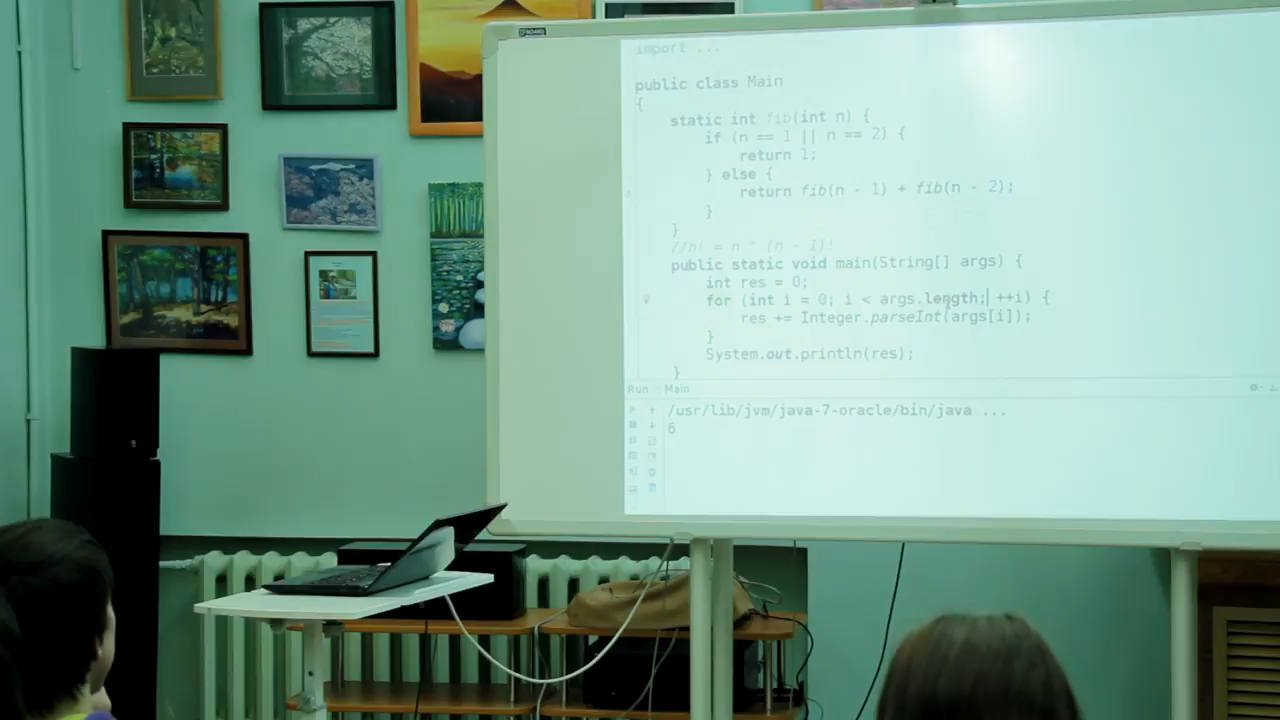 import ...
public class Main
{
static int fib(int n) {
if (n == 1 || n == 2) {
return 1;
} else {
return fib(n - 1) + fib(n - 2);
}
}
//n! = n * (n - 1)!
public static void main(String[] args) {
int res = 0;
for (int i = 0; i < args.length; ++i) {
res += Integer.parseInt(args[i]);
}
System.out.println(res);
}
Run Main
/usr/lib/jvm/java-7-oracle/bin/java ...
6